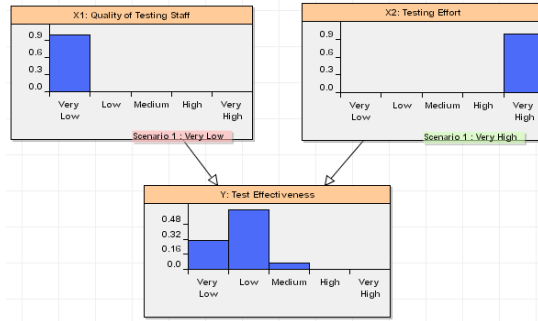 X1: Quality of Testing Staff
0.9
0.6
0.3
0.0
Very Low
Low
Medium
High
Very High
Scenario 1 : Very Low
X2: Testing Effort
0.9
0.6
0.3
0.0
Very Low
Low
Medium
High
Very High
Scenario 1 : Very High
Y: Test Effectiveness
0.48
0.32
0.16
0.0
Very Low
Low
Medium
High
Very High